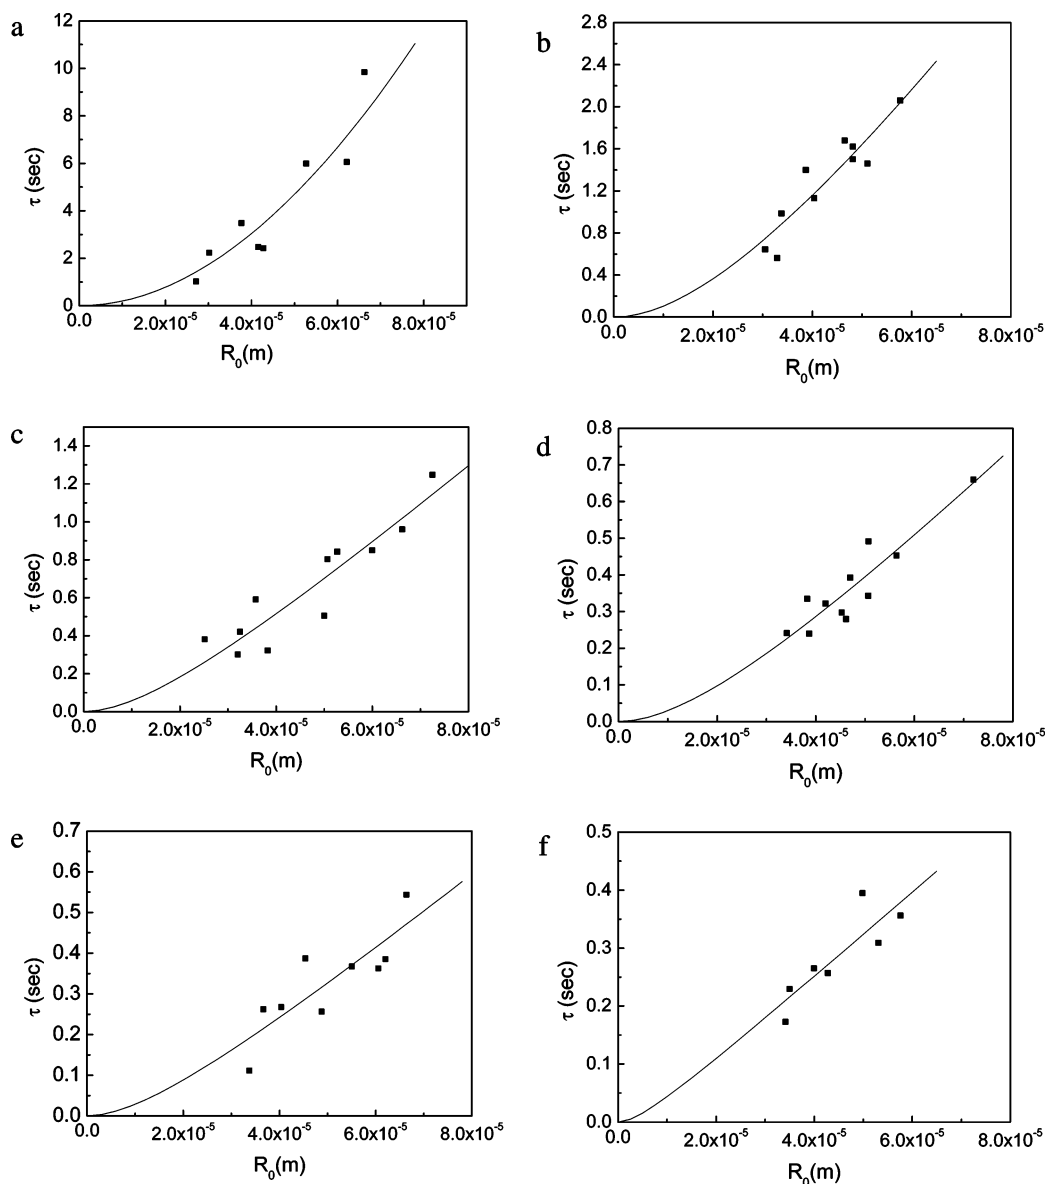 a
12
10
8
6
4
2
0
τ (sec)
0.0
2.0x10⁻⁵
4.0x10⁻⁵
6.0x10⁻⁵
8.0x10⁻⁵
R₀(m)
b
2.8
2.4
2.0
1.6
1.2
0.8
0.4
0.0
τ (sec)
0.0
2.0x10⁻⁵
4.0x10⁻⁵
6.0x10⁻⁵
8.0x10⁻⁵
R₀(m)
c
1.4
1.2
1.0
0.8
0.6
0.4
0.2
0.0
τ (sec)
0.0
2.0x10⁻⁵
4.0x10⁻⁵
6.0x10⁻⁵
8.0x10⁻⁵
R₀(m)
d
0.8
0.7
0.6
0.5
0.4
0.3
0.2
0.1
0.0
τ (sec)
0.0
2.0x10⁻⁵
4.0x10⁻⁵
6.0x10⁻⁵
8.0x10⁻⁵
R₀(m)
e
0.7
0.6
0.5
0.4
0.3
0.2
0.1
0.0
τ (sec)
0.0
2.0x10⁻⁵
4.0x10⁻⁵
6.0x10⁻⁵
8.0x10⁻⁵
R₀(m)
f
0.5
0.4
0.3
0.2
0.1
0.0
τ (sec)
0.0
2.0x10⁻⁵
4.0x10⁻⁵
6.0x10⁻⁵
8.0x10⁻⁵
R₀(m)